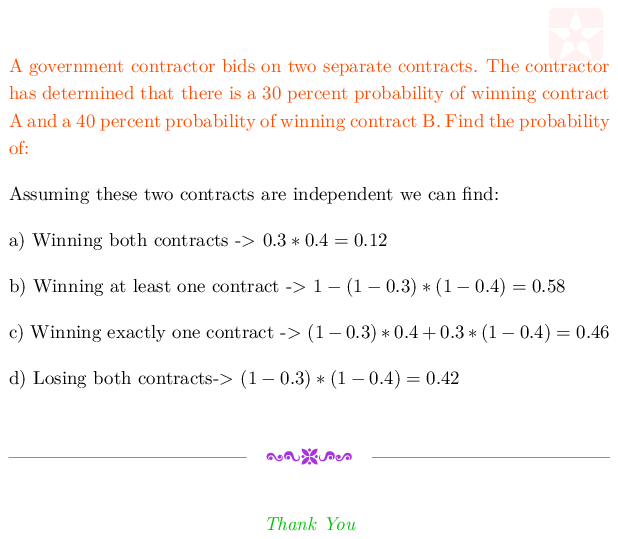 A government contractor bids on two separate contracts. The contractor
has determined that there is a 30 percent probability of winning contract
A and a 40 percent probability of winning contract B. Find the probability
of:
Assuming these two contracts are independent we can find:
a) Winning both contracts -> 0.3 ∗ 0.4 = 0.12
b) Winning at least one contract -> 1 − (1 − 0.3) ∗ (1 − 0.4) = 0.58
c) Winning exactly one contract -> (1 − 0.3) ∗ 0.4 + 0.3 ∗ (1 − 0.4) = 0.46
d) Losing both contracts-> (1 − 0.3) ∗ (1 − 0.4) = 0.42
Thank You